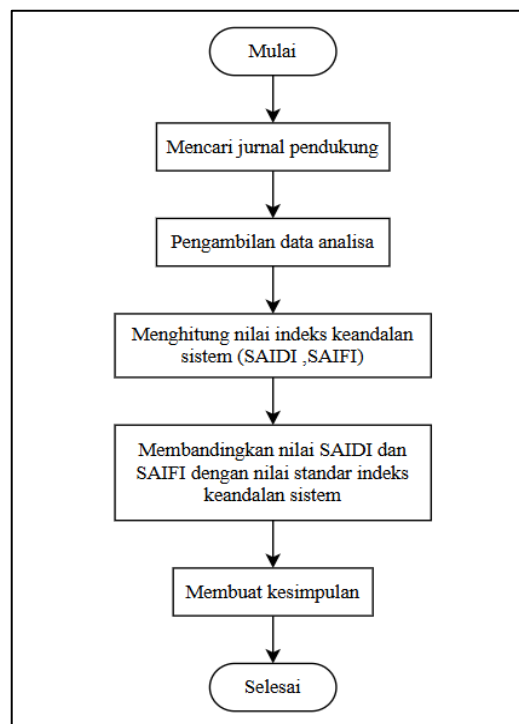 Mulai
Mencari jurnal pendukung
Pengambilan data analisa
Menghitung nilai indeks keandalan
sistem (SAIDI ,SAIFI)
Membandingkan nilai SAIDI dan
SAIFI dengan nilai standar indeks
keandalan sistem
Membuat kesimpulan
Selesai